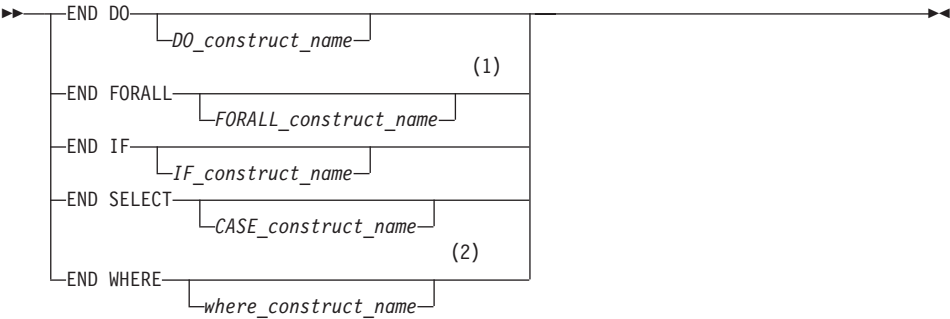 END DO
DO_construct_name
(1)
END FORALL
FORALL_construct_name
END IF
IF_construct_name
END SELECT
CASE_construct_name
(2)
END WHERE
where_construct_name